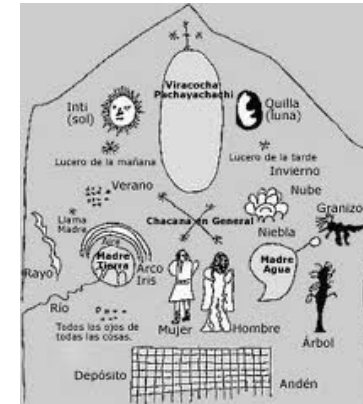 Viracocha
Pachayachachi
Inti
(sol)
Quilla
(luna)
Lucero de la mañana
Lucero de la tarde
Invierno
Verano
Nube
Granizo
Llama
Madre
Chacana en General
Niebla
Aire
Madre
Tierra
Arco
Iris
Madre
Agua
Rayo
Río
Todos los ojos de
todas las cosas.
Mujer
Hombre
Árbol
Depósito
Andén